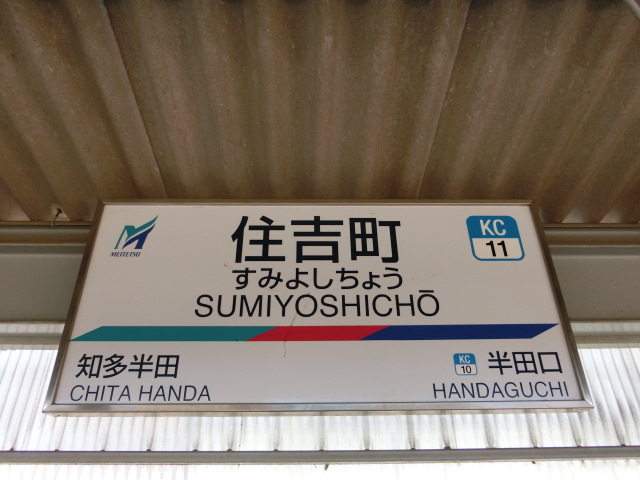 MEITETSU
住吉町
KC
11
すみよしちょう
SUMIYOSHICHŌ
知多半田
CHITA HANDA
KC
10
半田口
HANDAGUCHI